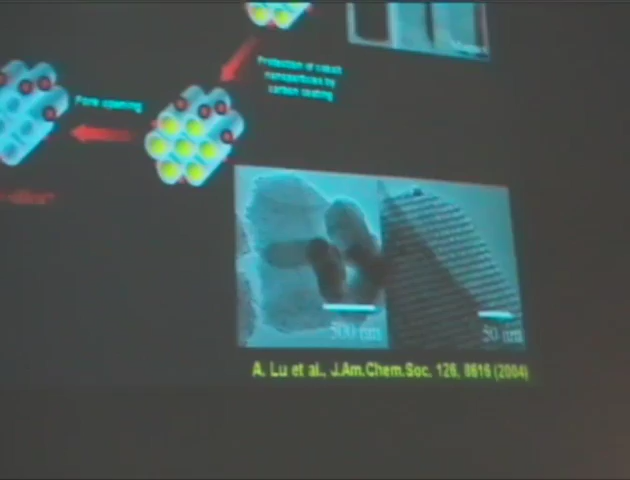 Protection of cobalt
nanoparticles by
carbon coating
Pore opening
500 nm
50 nm
A. Lu et al., J.Am.Chem.Soc. 126, 8616 (2004)